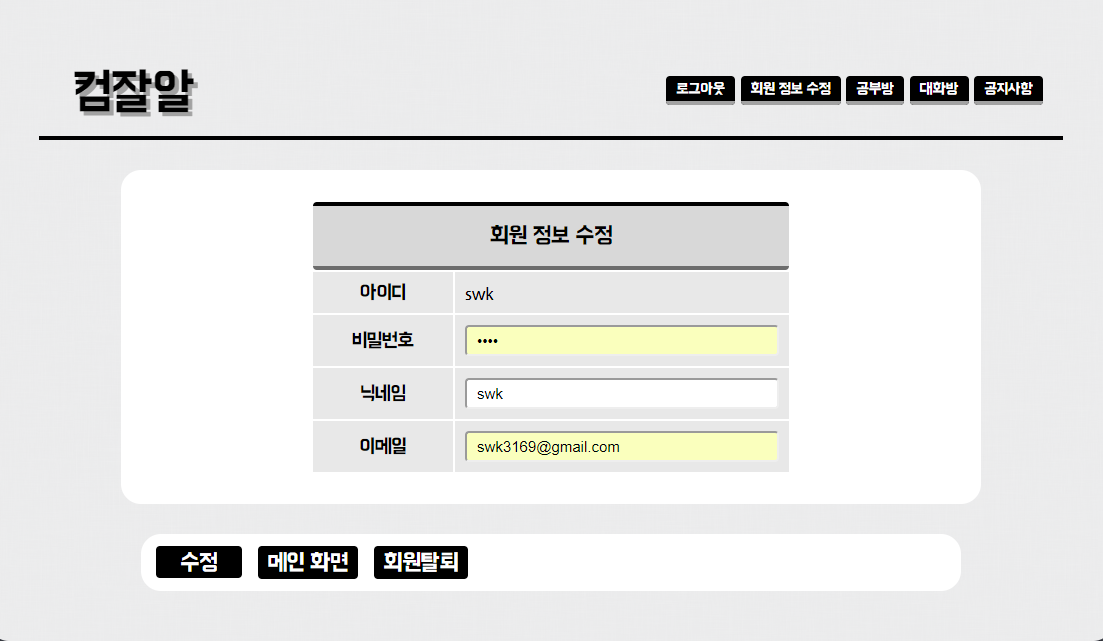 컴잘알
로그아웃 회원 정보 수정 공부방 대화방 공지사항
회원 정보 수정
아이디 swk
비밀번호 ••••
닉네임 swk
이메일 swk3169@gmail.com
수정 메인 화면 회원탈퇴